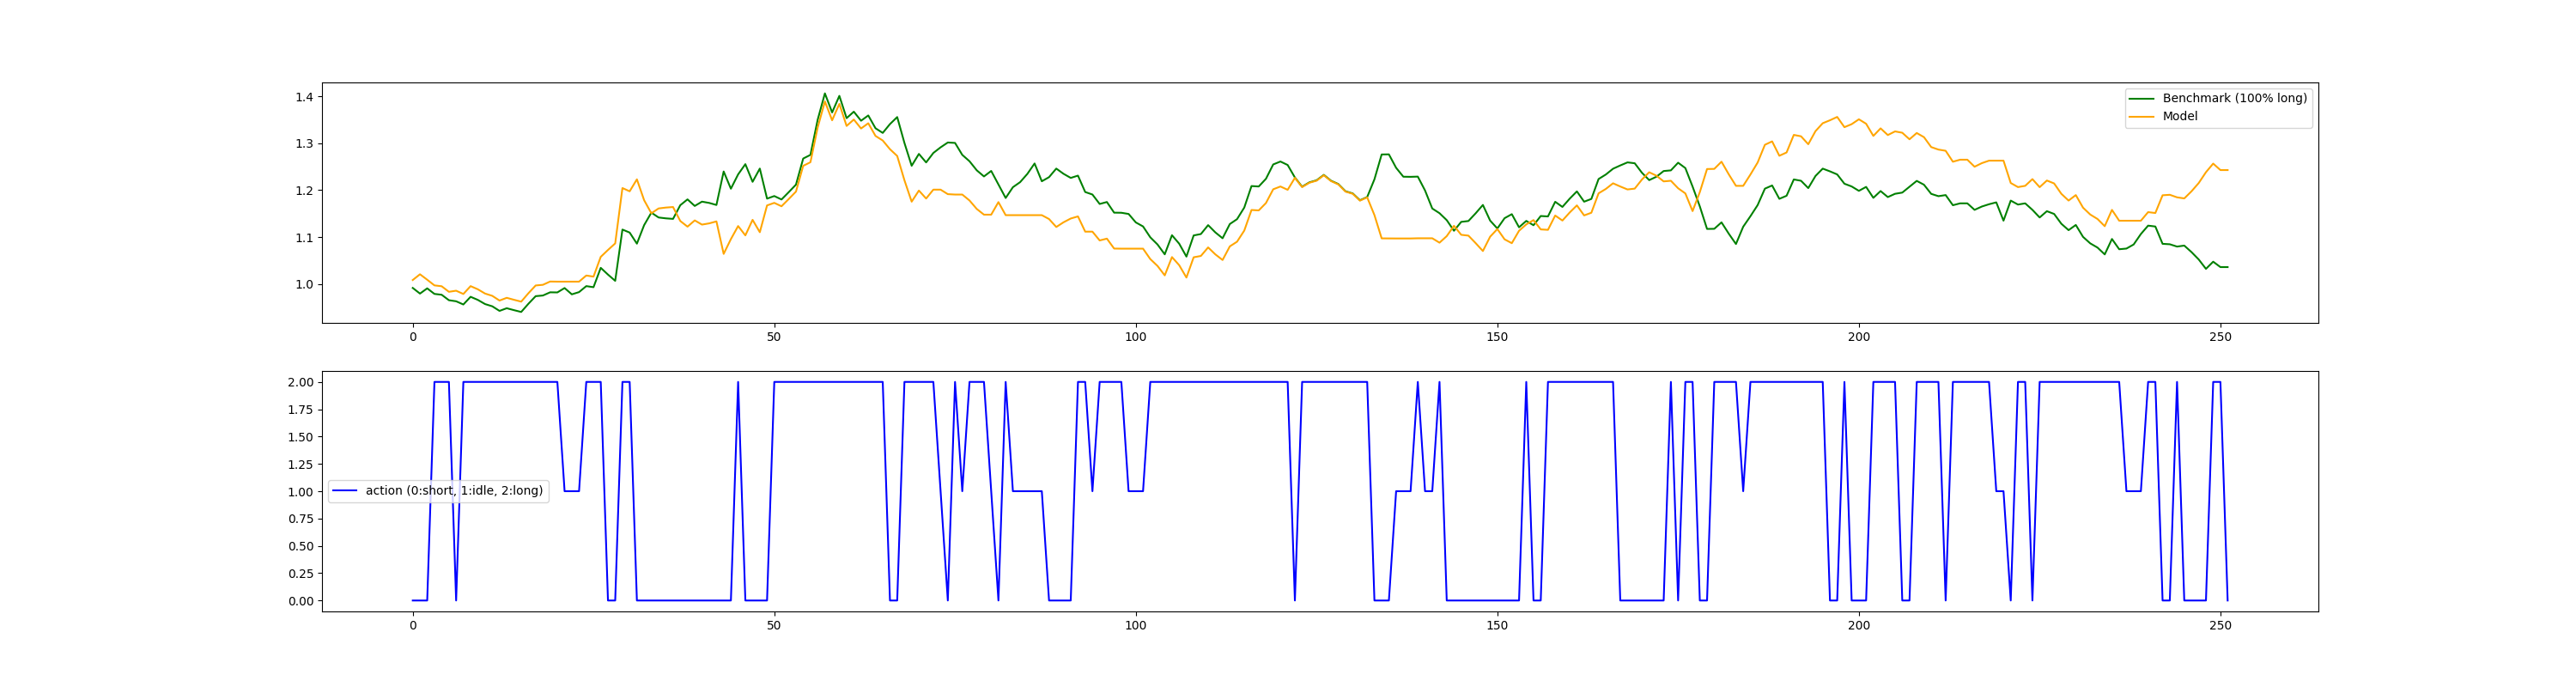 1.4
1.3
1.2
1.1
1.0
Benchmark (100% long)
Model
0 50 100 150 200 250
2.00
1.75
1.50
1.25
1.00
0.75
0.50
0.25
0.00
action (0:short, 1:idle, 2:long)
0 50 100 150 200 250